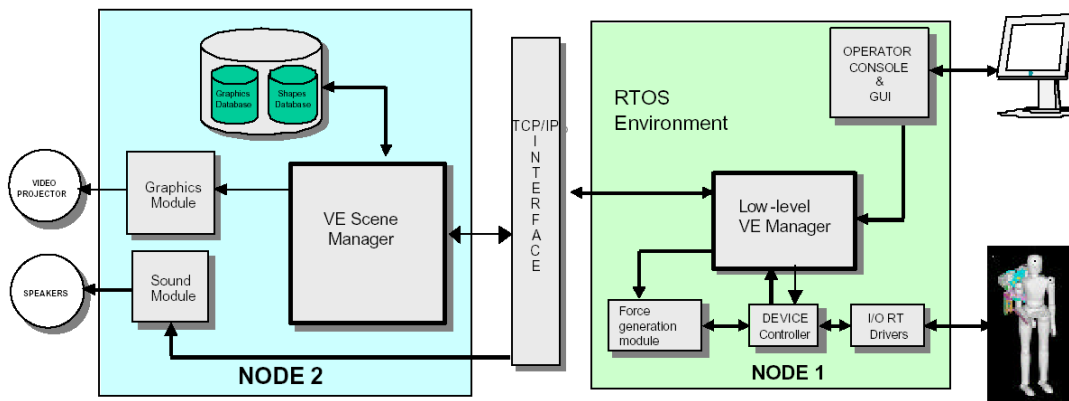 Graphics
Database
Shapes
Database
VIDEO
PROJECTOR
Graphics
Module
VE Scene
Manager
SPEAKERS
Sound
Module
NODE 2
TCP/IP
INTERFACE
RTOS
Environment
OPERATOR
CONSOLE
&
GUI
Low-level
VE Manager
Force
generation
module
DEVICE
Controller
I/O RT
Drivers
NODE 1